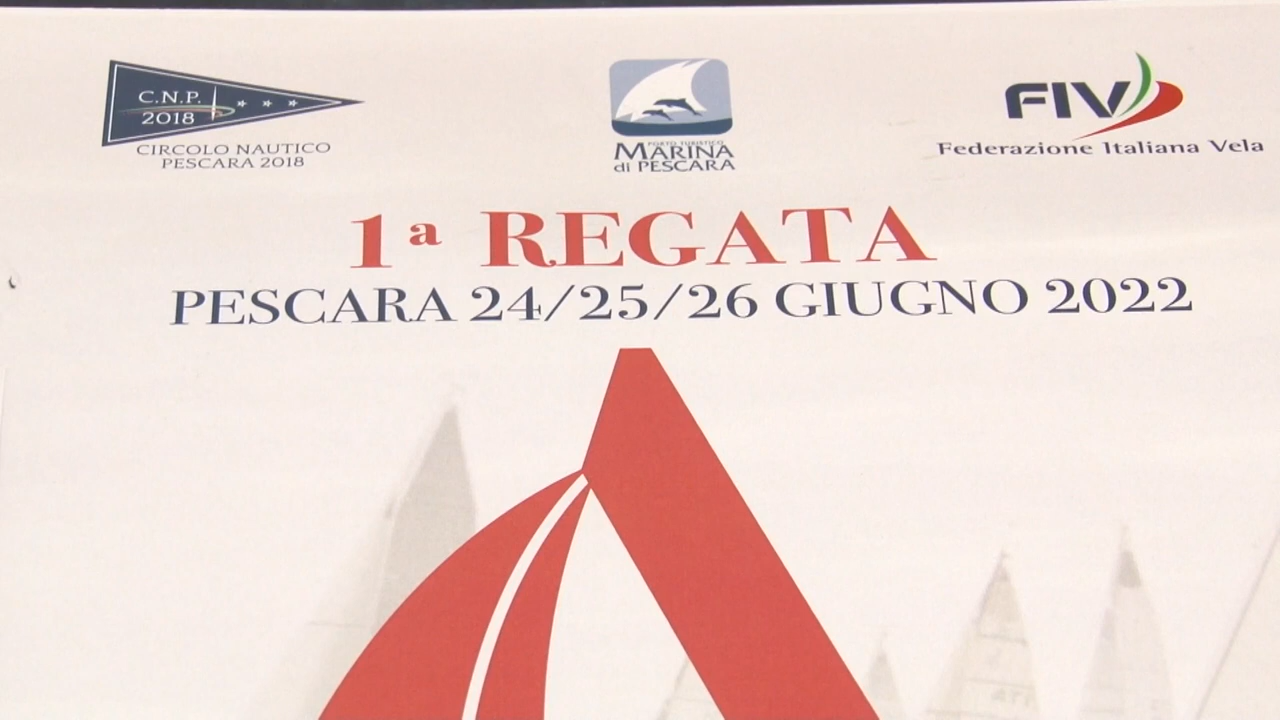 C.N.P.
2018
CIRCOLO NAUTICO
PESCARA 2018
PORTO TURISTICO
MARINA
di PESCARA
FIV
Federazione Italiana Vela
1ª REGATA
PESCARA 24/25/26 GIUGNO 2022